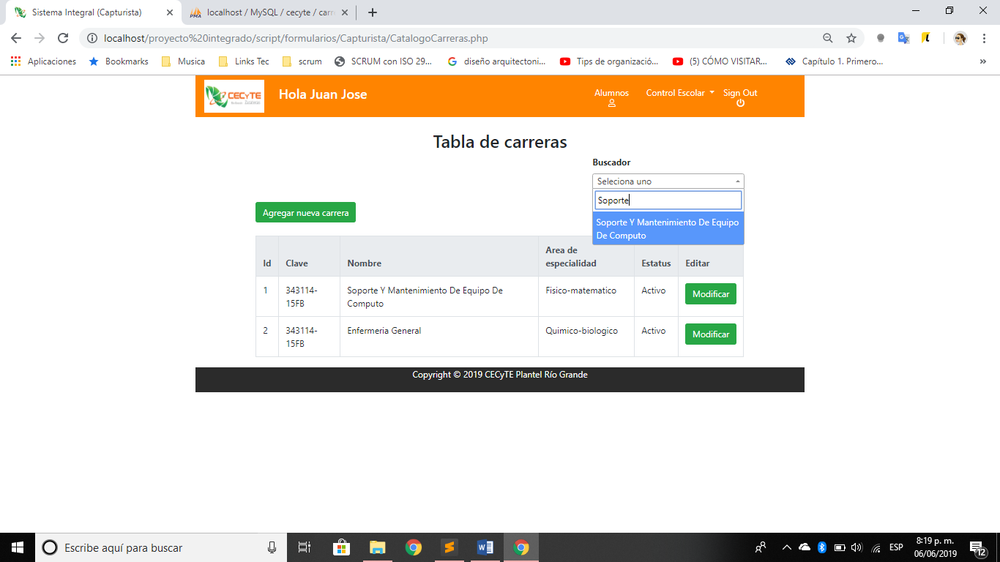 Sistema Integral (Capturista)
localhost / MySQL / cecyte / carr
localhost/proyecto%20integrado/script/formularios/Capturista/CatalogoCarreras.php
Aplicaciones Bookmarks Musica Links Tec scrum SCRUM con ISO 29... diseño arquitectoni... Tips de organizació... (5) CÓMO VISITAR... Capítulo 1. Primero... »
CECyTE
Hola Juan Jose
Alumnos Control Escolar Sign Out
Tabla de carreras
Buscador
Seleciona uno
Soporte
Soporte Y Mantenimiento De Equipo
De Computo
Agregar nueva carrera
Id Clave Nombre Area de especialidad Estatus Editar
1 343114-15FB Soporte Y Mantenimiento De Equipo De Computo Fisico-matematico Activo Modificar
2 343114-15FB Enfermeria General Quimico-biologico Activo Modificar
Copyright © 2019 CECyTE Plantel Río Grande
Escribe aquí para buscar
ESP
8:19 p. m.
06/06/2019
12